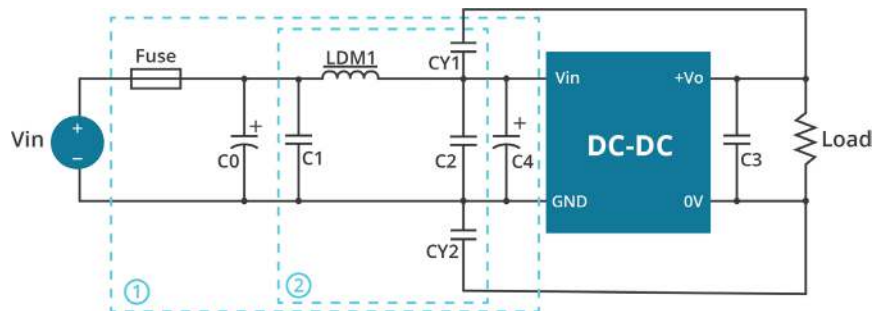 Fuse
LDM1
CY1
Vin
+Vo
Vin
+
−
C0
+
C1
C2
+
C4
DC-DC
C3
Load
GND
0V
CY2
1
2